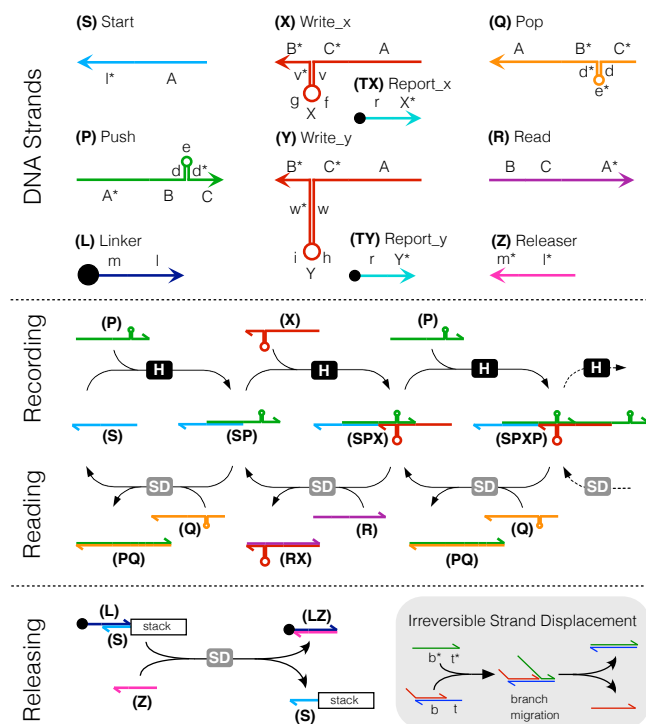 DNA Strands
(S) Start
l* A
(X) Write_x
B* C* A
v* v
g f
X
(TX) Report_x
r X*
(Q) Pop
A B* C*
d* d
e*
(P) Push
e
d d*
A* B C
(Y) Write_y
B* C* A
w* w
i h
Y
(TY) Report_y
r Y*
(R) Read
B C A*
(L) Linker
m l
(Z) Releaser
m* l*
Recording
(P) (X) (P)
H H H H
(S) (SP) (SPX) (SPXP)
Reading
SD SD SD SD
(Q) (R) (Q)
(PQ) (RX) (PQ)
Releasing
(L)
(S)
stack
(Z)
SD
(LZ)
(S)
stack
Irreversible Strand Displacement
b* t*
b t
branch
migration